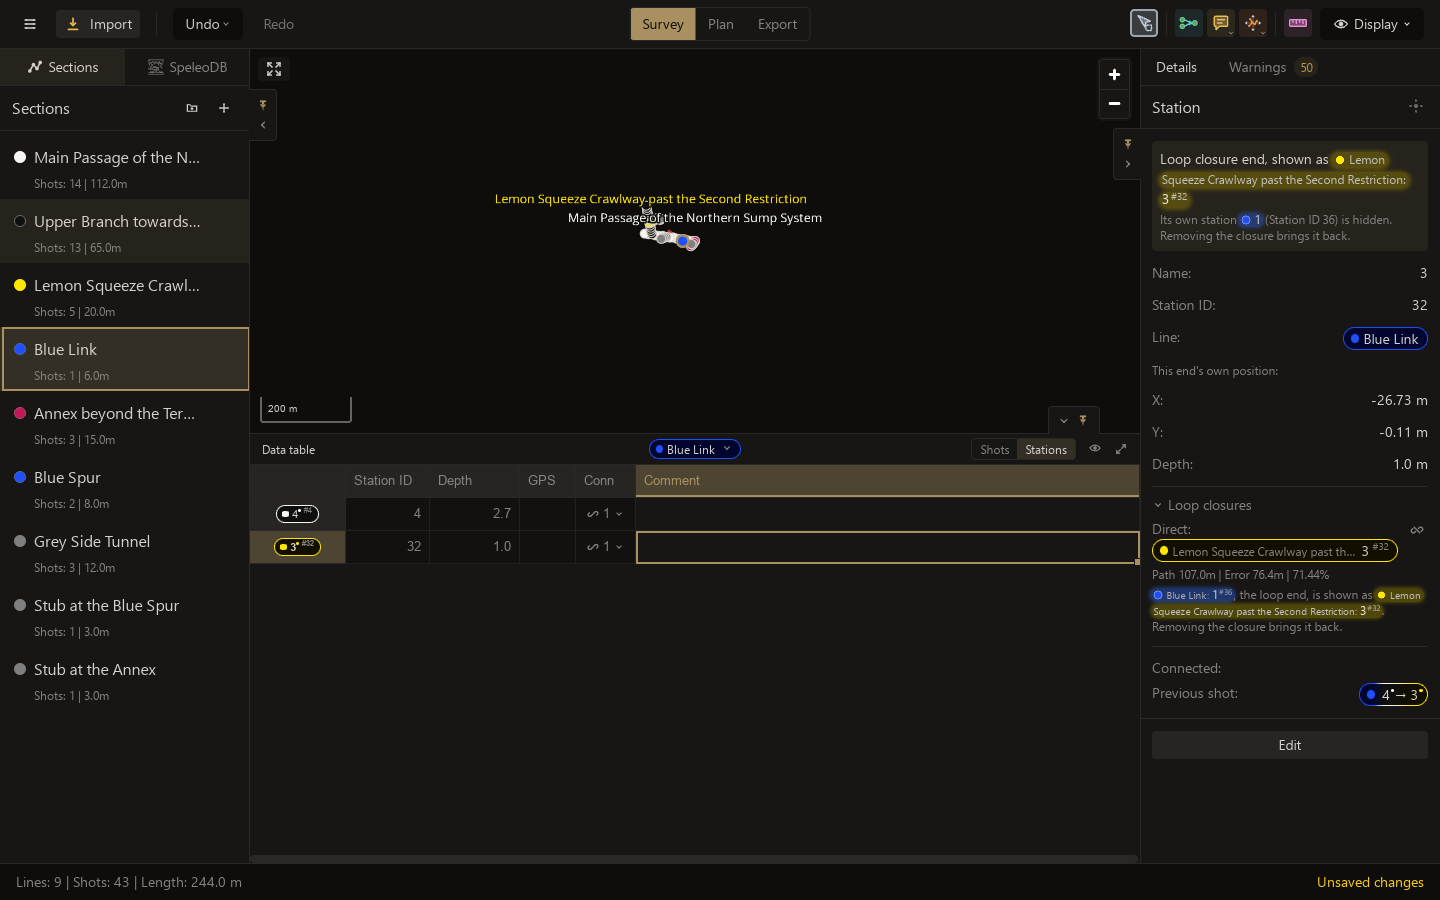 Import
Undo
Redo
Survey
Plan
Export
Display
Sections
SpeleoDB
Sections
Main Passage of the N...
Shots: 14 | 112.0m
Upper Branch towards...
Shots: 13 | 65.0m
Lemon Squeeze Crawl...
Shots: 5 | 20.0m
Blue Link
Shots: 1 | 6.0m
Annex beyond the Ter...
Shots: 3 | 15.0m
Blue Spur
Shots: 2 | 8.0m
Grey Side Tunnel
Shots: 3 | 12.0m
Stub at the Blue Spur
Shots: 1 | 3.0m
Stub at the Annex
Shots: 1 | 3.0m
Lemon Squeeze Crawlway past the Second Restriction
Main Passage of the Northern Sump System
200 m
Data table
Blue Link
Shots
Stations
Station ID Depth GPS Conn Comment
4 #4 4 2.7 1
3 #32 32 1.0 1
Details
Warnings 50
Station
Loop closure end, shown as Lemon
Squeeze Crawlway past the Second Restriction:
3 #32
Its own station 1 (Station ID 36) is hidden.
Removing the closure brings it back.
Name: 3
Station ID: 32
Line: Blue Link
This end's own position:
X: -26.73 m
Y: -0.11 m
Depth: 1.0 m
Loop closures
Direct:
Lemon Squeeze Crawlway past th... 3 #32
Path 107.0m | Error 76.4m | 71.44%
Blue Link: 1 #36, the loop end, is shown as Lemon
Squeeze Crawlway past the Second Restriction: 3 #32.
Removing the closure brings it back.
Connected:
Previous shot: 4 → 3
Edit
Lines: 9 | Shots: 43 | Length: 244.0 m
Unsaved changes